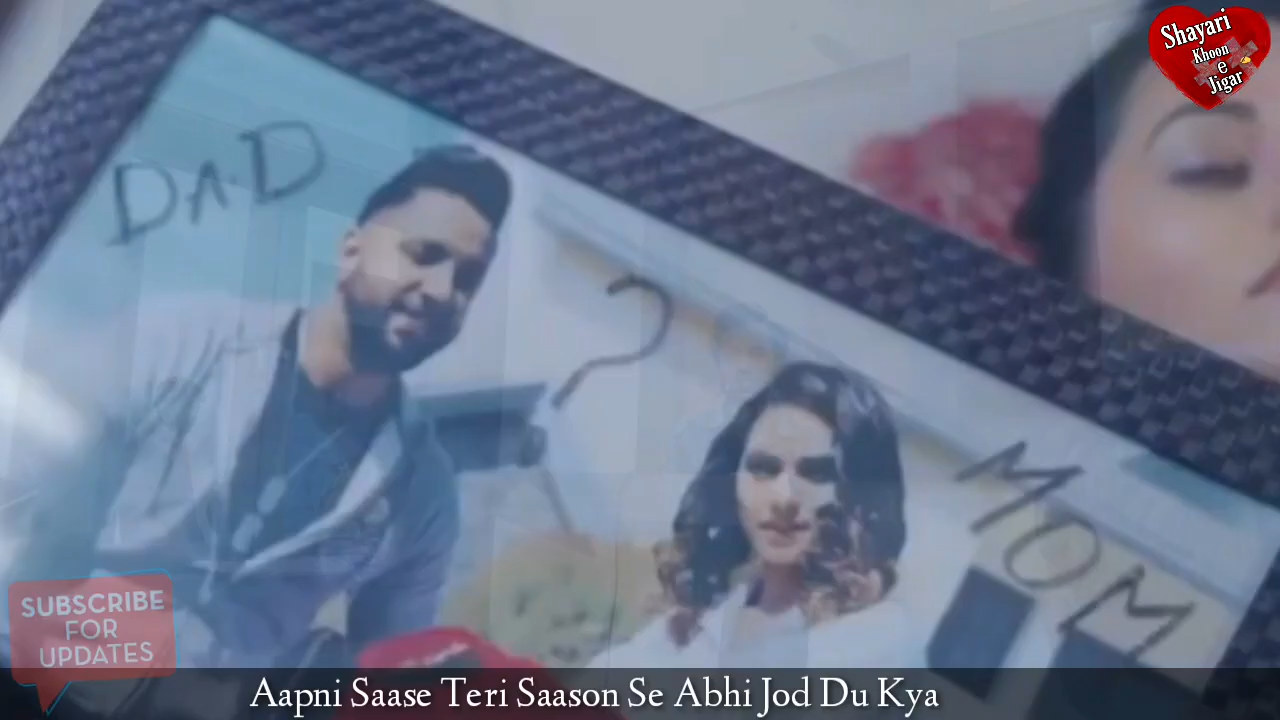 Shayari
Khoon
e
Jigar
DAD
?
MOM
SUBSCRIBE
FOR
UPDATES
Aapni Saase Teri Saason Se Abhi Jod Du Kya